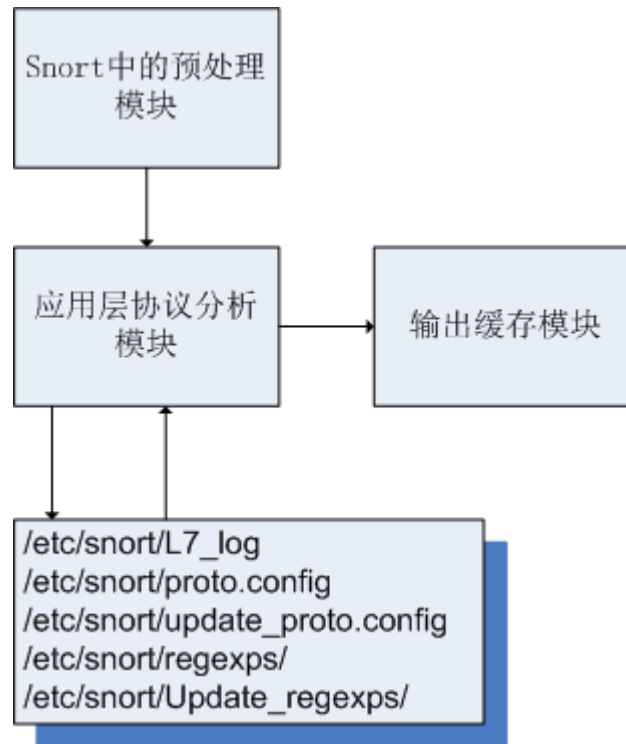 Snort中的预处理
模块
应用层协议分析
模块
输出缓存模块
/etc/snort/L7_log
/etc/snort/proto.config
/etc/snort/update_proto.config
/etc/snort/regexps/
/etc/snort/Update_regexps/